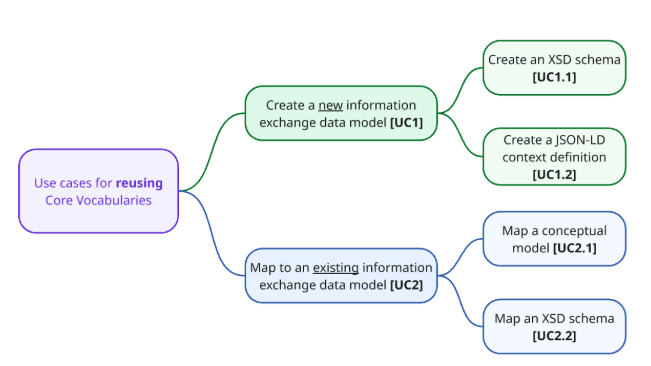 Use cases for reusing
Core Vocabularies
Create a new information
exchange data model [UC1]
Create an XSD schema
[UC1.1]
Create a JSON-LD
context definition
[UC1.2]
Map to an existing information
exchange data model [UC2]
Map a conceptual
model [UC2.1]
Map an XSD schema
[UC2.2]